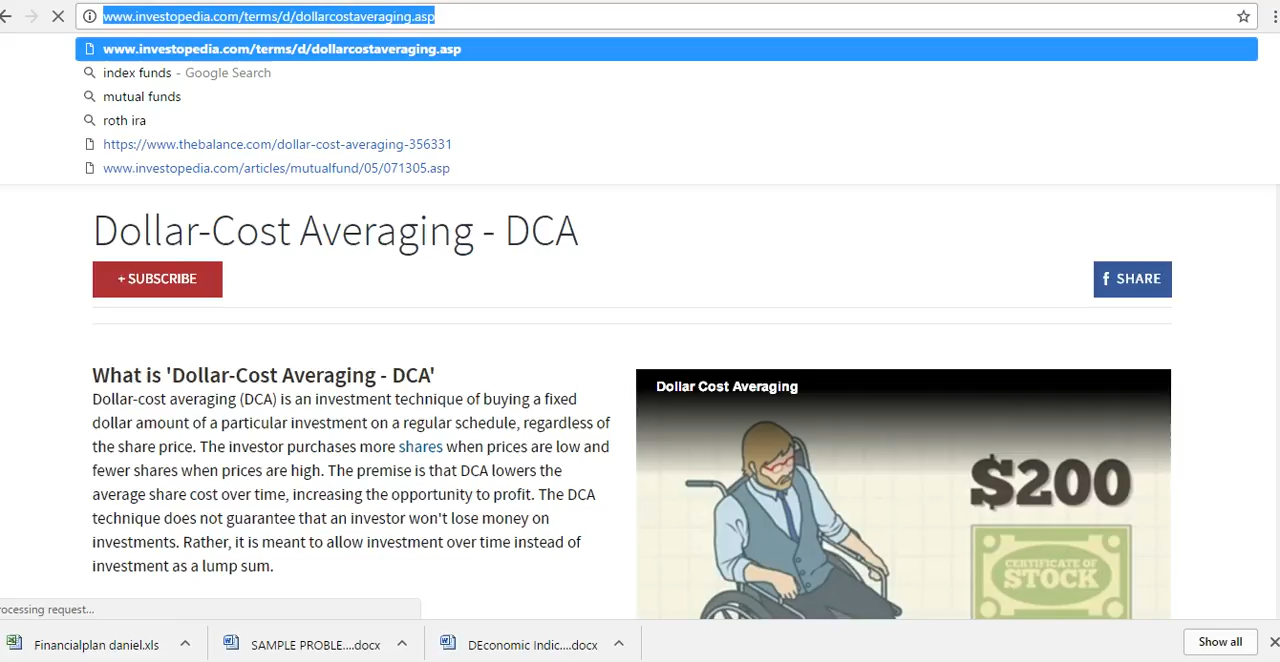 www.investopedia.com/terms/d/dollarcostaveraging.asp
www.investopedia.com/terms/d/dollarcostaveraging.asp
index funds - Google Search
mutual funds
roth ira
https://www.thebalance.com/dollar-cost-averaging-356331
www.investopedia.com/articles/mutualfund/05/071305.asp
Dollar-Cost Averaging - DCA
+ SUBSCRIBE
f SHARE
What is 'Dollar-Cost Averaging - DCA'
Dollar-cost averaging (DCA) is an investment technique of buying a fixed
dollar amount of a particular investment on a regular schedule, regardless of
the share price. The investor purchases more shares when prices are low and
fewer shares when prices are high. The premise is that DCA lowers the
average share cost over time, increasing the opportunity to profit. The DCA
technique does not guarantee that an investor won't lose money on
investments. Rather, it is meant to allow investment over time instead of
investment as a lump sum.
Dollar Cost Averaging
$200
CERTIFICATE OF
STOCK
rocessing request...
Financialplan daniel.xls
SAMPLE PROBLE....docx
DEconomic Indic....docx
Show all